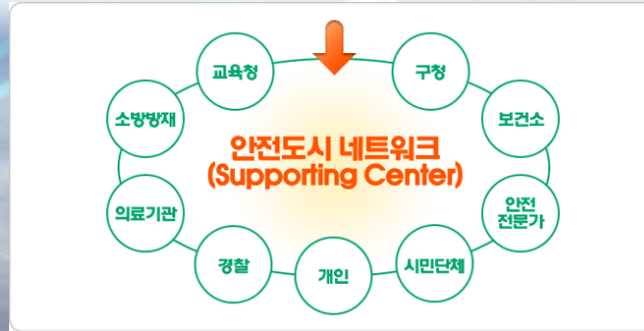 교육청
구청
소방방재
보건소
안전도시 네트워크
(Supporting Center)
의료기관
안전
전문가
경찰
개인
시민단체